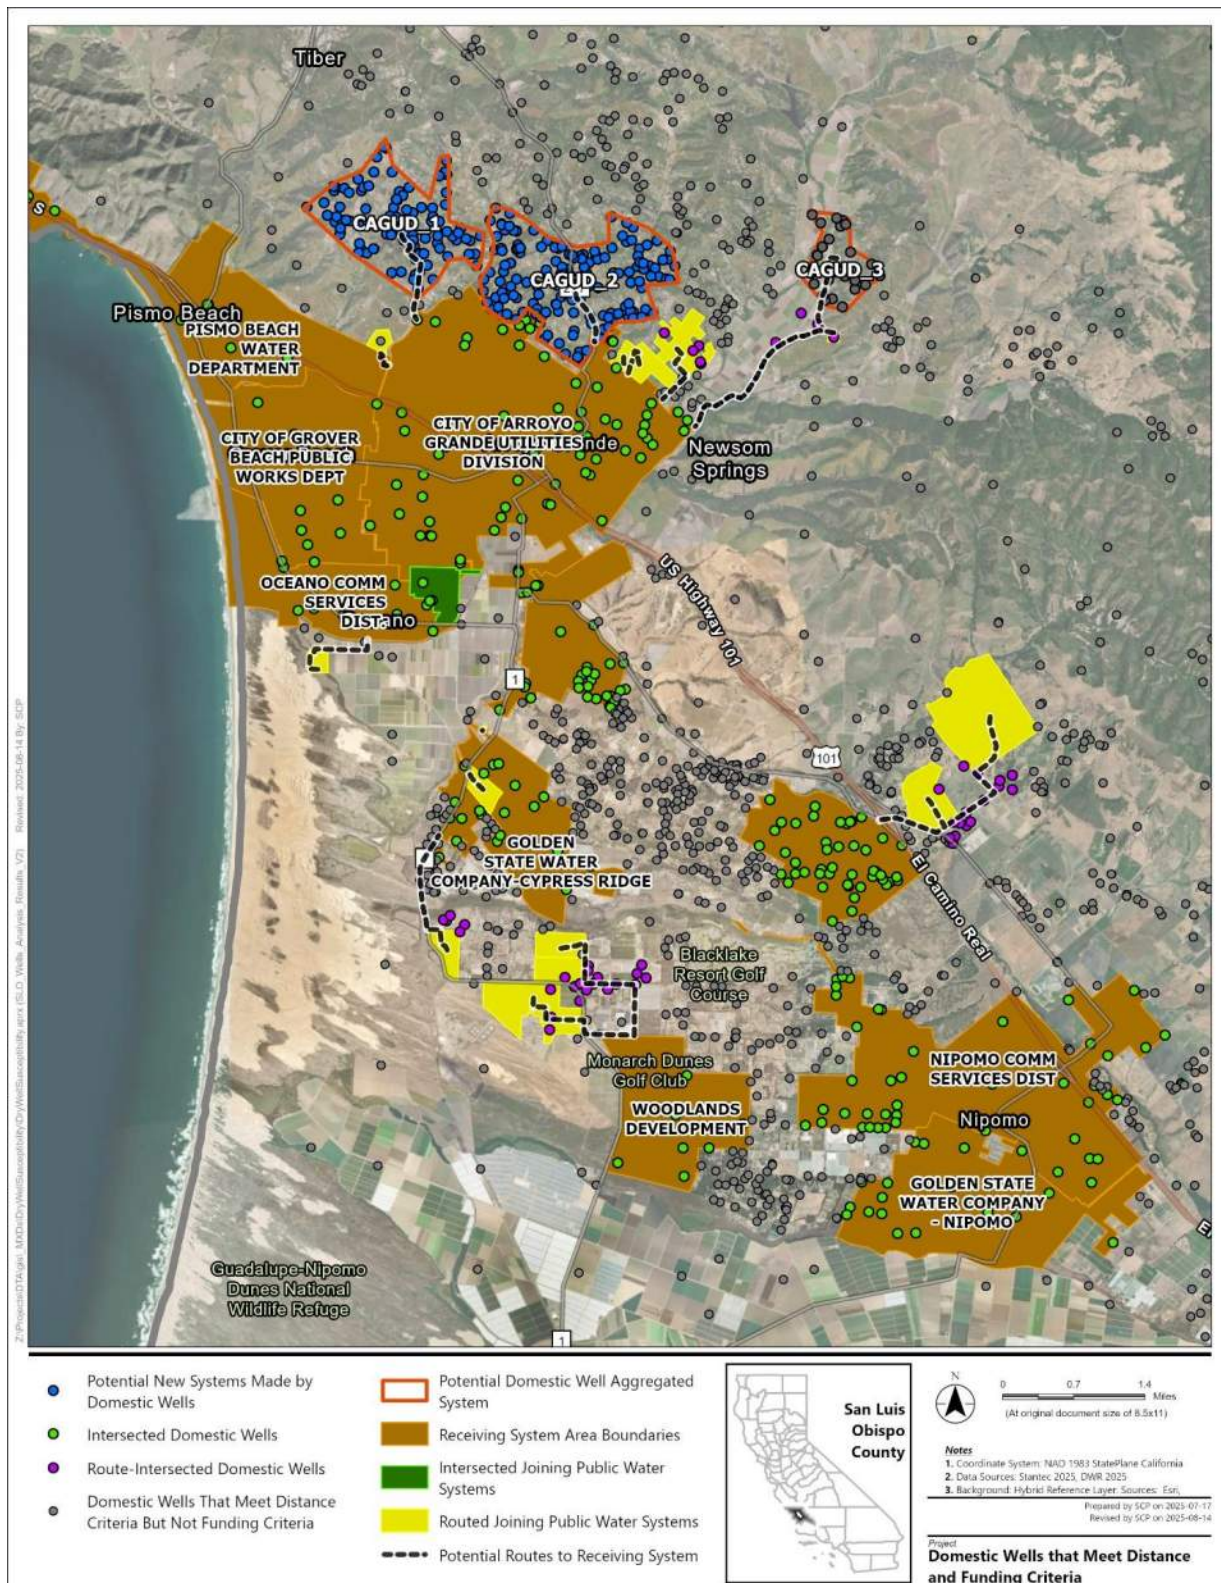 Tiber
S
CAGUD_1
CAGUD_2
CAGUD_3
Pismo Beach
PISMO BEACH
WATER
DEPARTMENT
CITY OF GROVER
BEACH PUBLIC
WORKS DEPT
CITY OF ARROYO
GRANDE UTILITIES
DIVISION
nde
Newsom
Springs
OCEANO COMM
SERVICES
DIST.
ano
US Highway 101
1
101
GOLDEN
STATE WATER
COMPANY-CYPRESS RIDGE
El Camino Real
Blacklake
Resort Golf
Course
Monarch Dunes
Golf Club
WOODLANDS
DEVELOPMENT
NIPOMO COMM
SERVICES DIST
Nipomo
GOLDEN STATE
WATER COMPANY
- NIPOMO
Guadalupe-Nipomo
Dunes National
Wildlife Refuge
1
Revised: 2025-08-14 By: SCP
Potential New Systems Made by
Domestic Wells
Intersected Domestic Wells
Route-Intersected Domestic Wells
Domestic Wells That Meet Distance
Criteria But Not Funding Criteria
Potential Domestic Well Aggregated
System
Receiving System Area Boundaries
Intersected Joining Public Water
Systems
Routed Joining Public Water Systems
Potential Routes to Receiving System
San Luis
Obispo
County
N
0 0.7 1.4
Miles
(At original document size of 8.5x11)
Notes
1. Coordinate System: NAD 1983 StatePlane California
2. Data Sources: Stantec 2025, DWR 2025
3. Background: Hybrid Reference Layer. Sources: Esri,
Prepared by SCP on 2025-07-17
Revised by SCP on 2025-08-14
Project
Domestic Wells that Meet Distance
and Funding Criteria